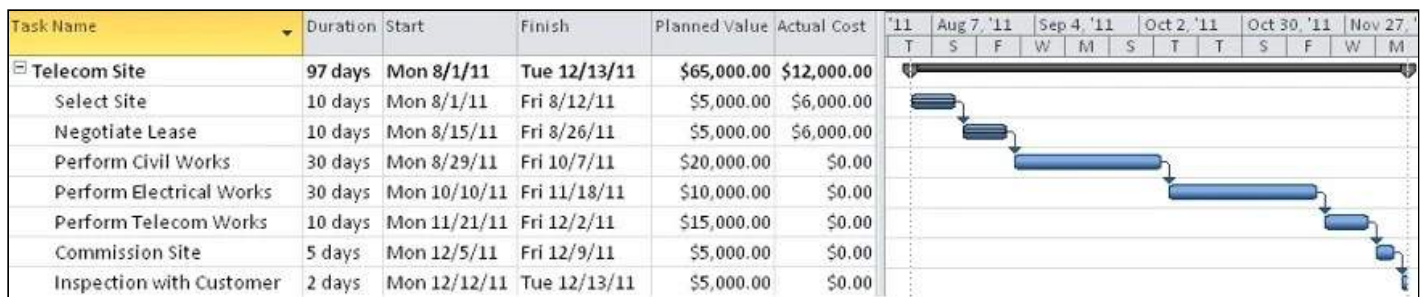 Task Name Duration Start Finish Planned Value Actual Cost '11 Aug 7, '11 Sep 4, '11 Oct 2, '11 Oct 30, '11 Nov 27, '
T S F W M S T T S F W M
Telecom Site 97 days Mon 8/1/11 Tue 12/13/11 $65,000.00 $12,000.00
Select Site 10 days Mon 8/1/11 Fri 8/12/11 $5,000.00 $6,000.00
Negotiate Lease 10 days Mon 8/15/11 Fri 8/26/11 $5,000.00 $6,000.00
Perform Civil Works 30 days Mon 8/29/11 Fri 10/7/11 $20,000.00 $0.00
Perform Electrical Works 30 days Mon 10/10/11 Fri 11/18/11 $10,000.00 $0.00
Perform Telecom Works 10 days Mon 11/21/11 Fri 12/2/11 $15,000.00 $0.00
Commission Site 5 days Mon 12/5/11 Fri 12/9/11 $5,000.00 $0.00
Inspection with Customer 2 days Mon 12/12/11 Tue 12/13/11 $5,000.00 $0.00